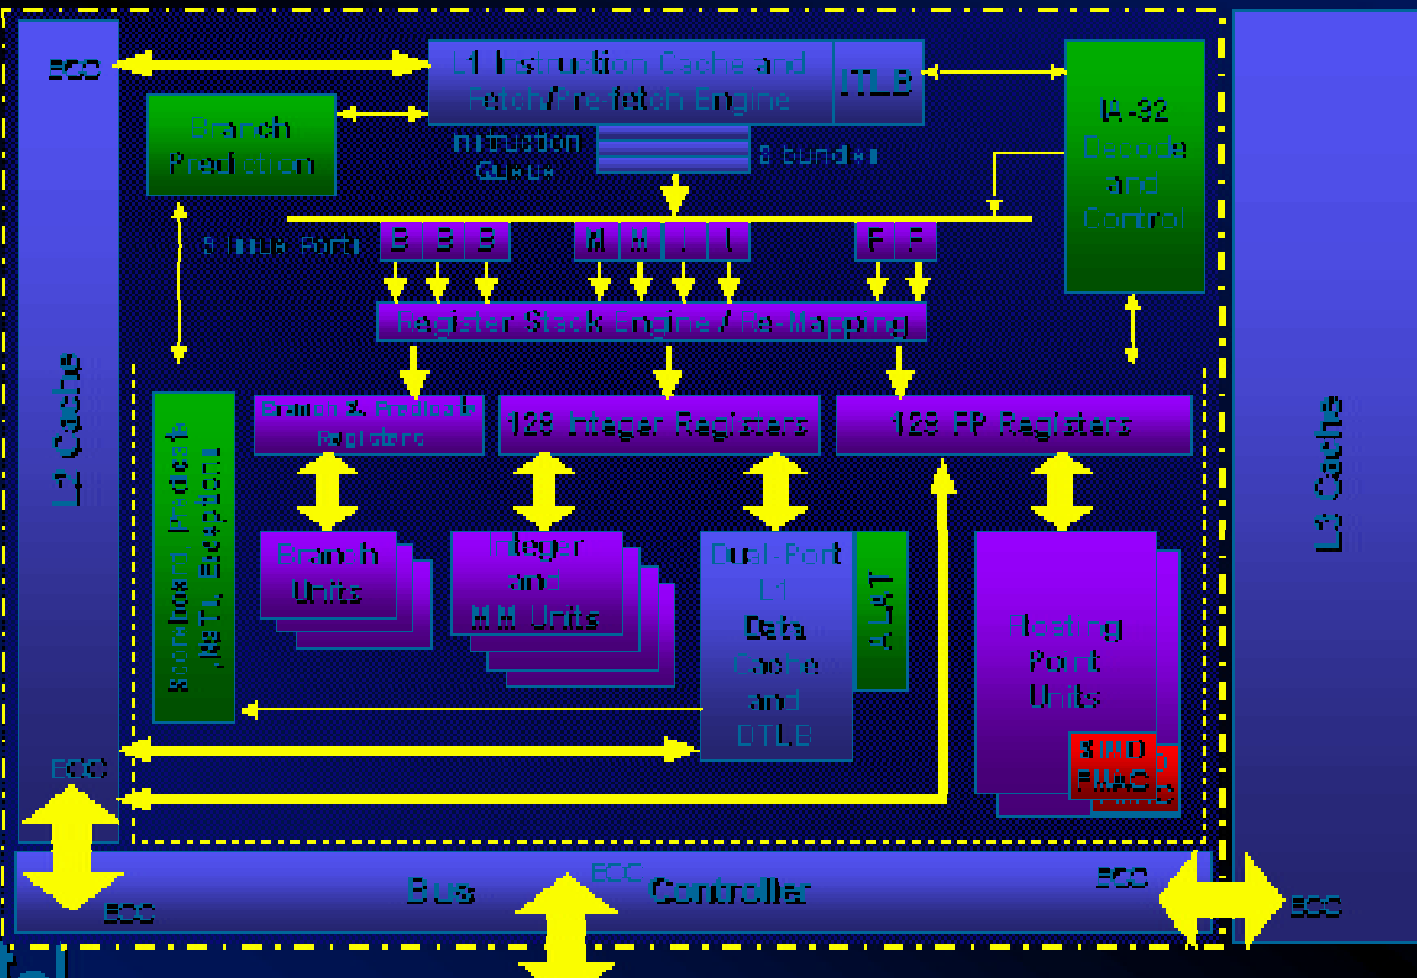 ECC
L1 Instruction Cache and
Fetch/Pre-fetch Engine
ITLB
Branch
Prediction
Instruction
Queue
8 bundles
IA-32
Decode
and
Control
9 Issue Ports
B B B M M I I F F
Register Stack Engine / Re-Mapping
L2 Cache
L3 Cache
Branch & Predicate
Registers
128 Integer Registers
128 FP Registers
Scoreboard, Predicate
,NaTs, Exceptions
Branch
Units
Integer
and
MM Units
Dual-Port
L1
Data
Cache
and
DTLB
ALAT
Floating
Point
Units
SIMD
FMAC
ECC
Bus Controller
ECC
ECC
ECC
ECC